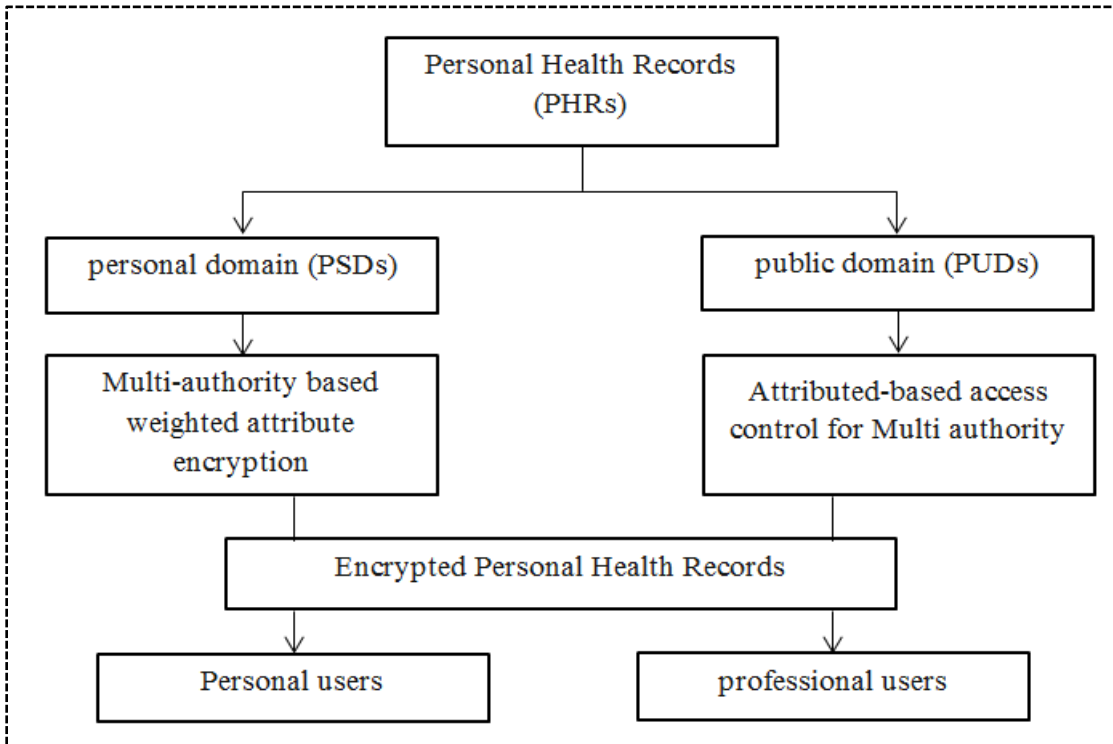 Personal Health Records
(PHRs)
personal domain (PSDs)
public domain (PUDs)
Multi-authority based
weighted attribute
encryption
Attributed-based access
control for Multi authority
Encrypted Personal Health Records
Personal users
professional users